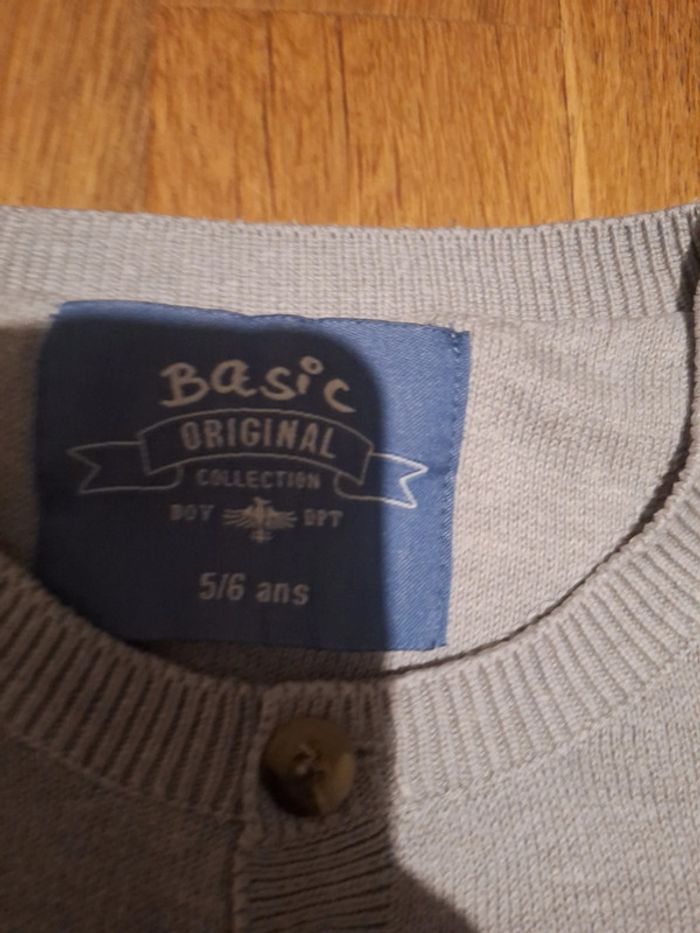 Basic
ORIGINAL
COLLECTION
BOY DPT
5/6 ans